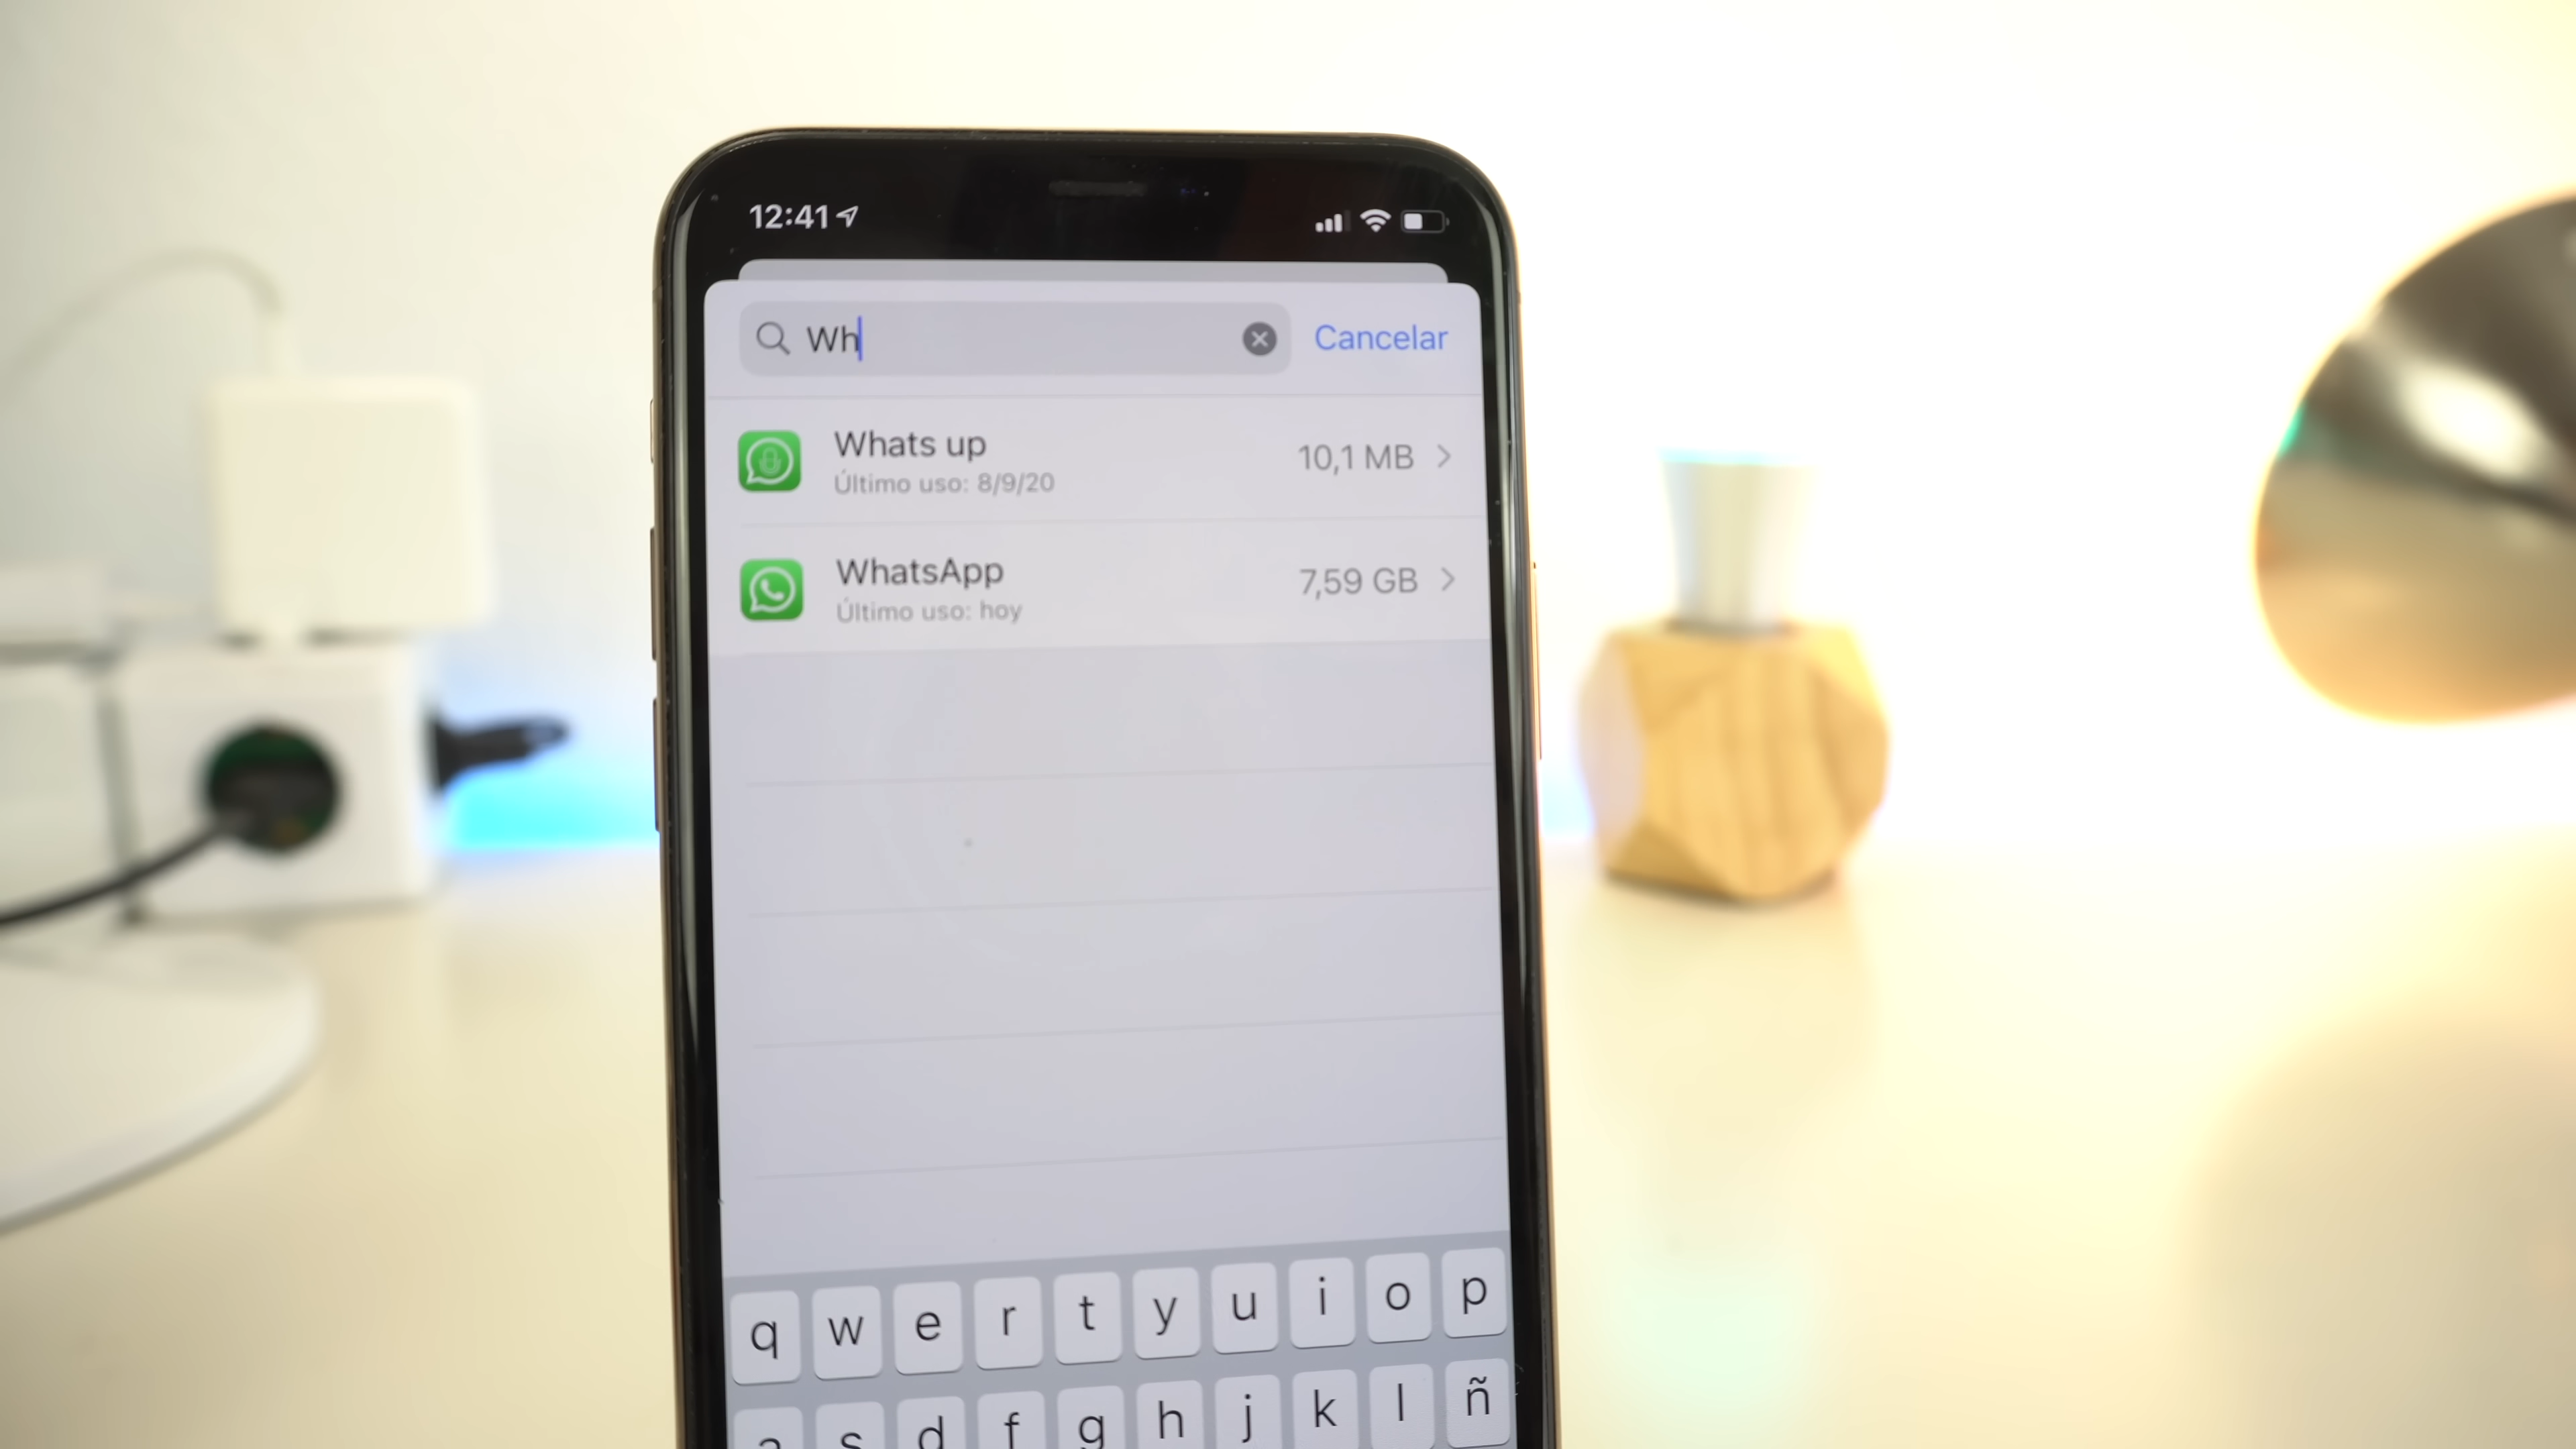 12:41
Wh
Cancelar
Whats up
10,1 MB
Último uso: 8/9/20
WhatsApp
7,59 GB
Último uso: hoy
q w e r t y u i o p
a s d f g h j k l ñ